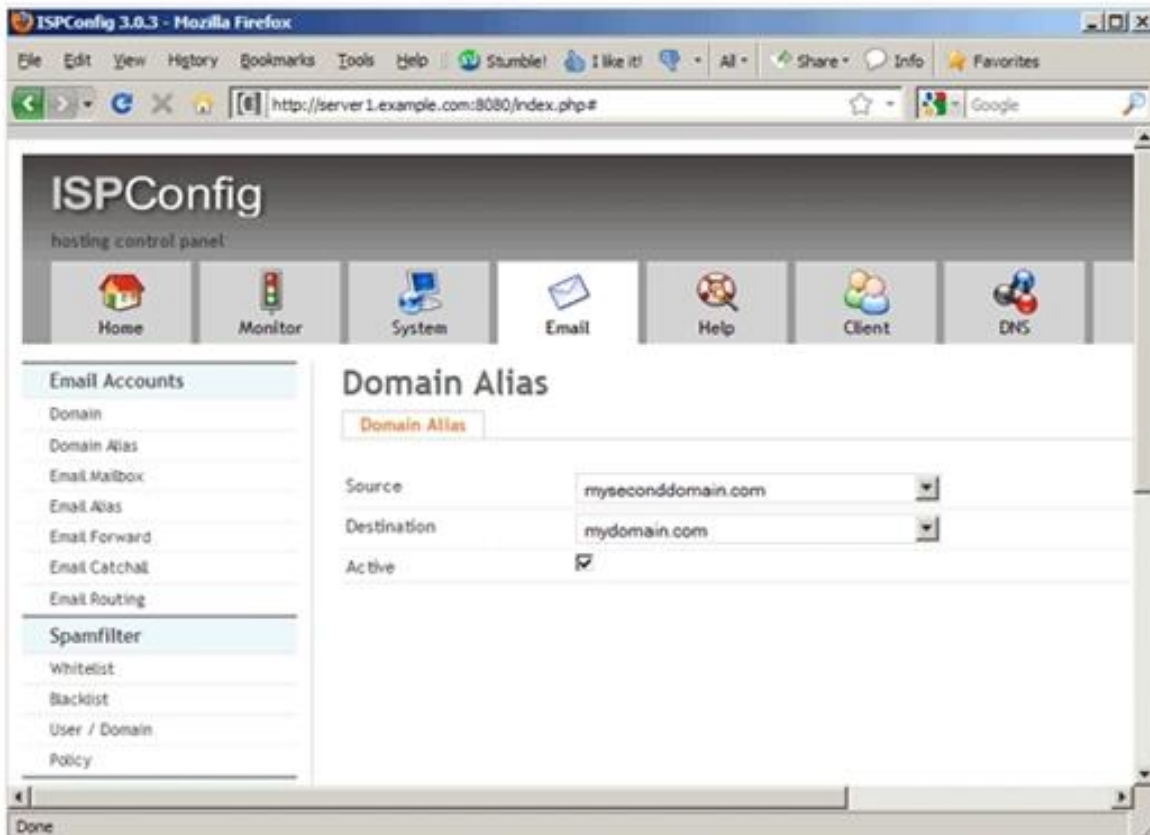 ISPConfig 3.0.3 - Mozilla Firefox
File Edit View History Bookmarks Tools Help Stumble! I like it! All Share Info Favorites
http://server1.example.com:8080/index.php# Google
ISPConfig
hosting control panel
Home Monitor System Email Help Client DNS
Email Accounts
Domain
Domain Alias
Email Mailbox
Email Alias
Email Forward
Email Catchall
Email Routing
Spamfilter
Whitelist
Blacklist
User / Domain
Policy
Domain Alias
Domain Alias
Source myseconddomain.com
Destination mydomain.com
Active
Done